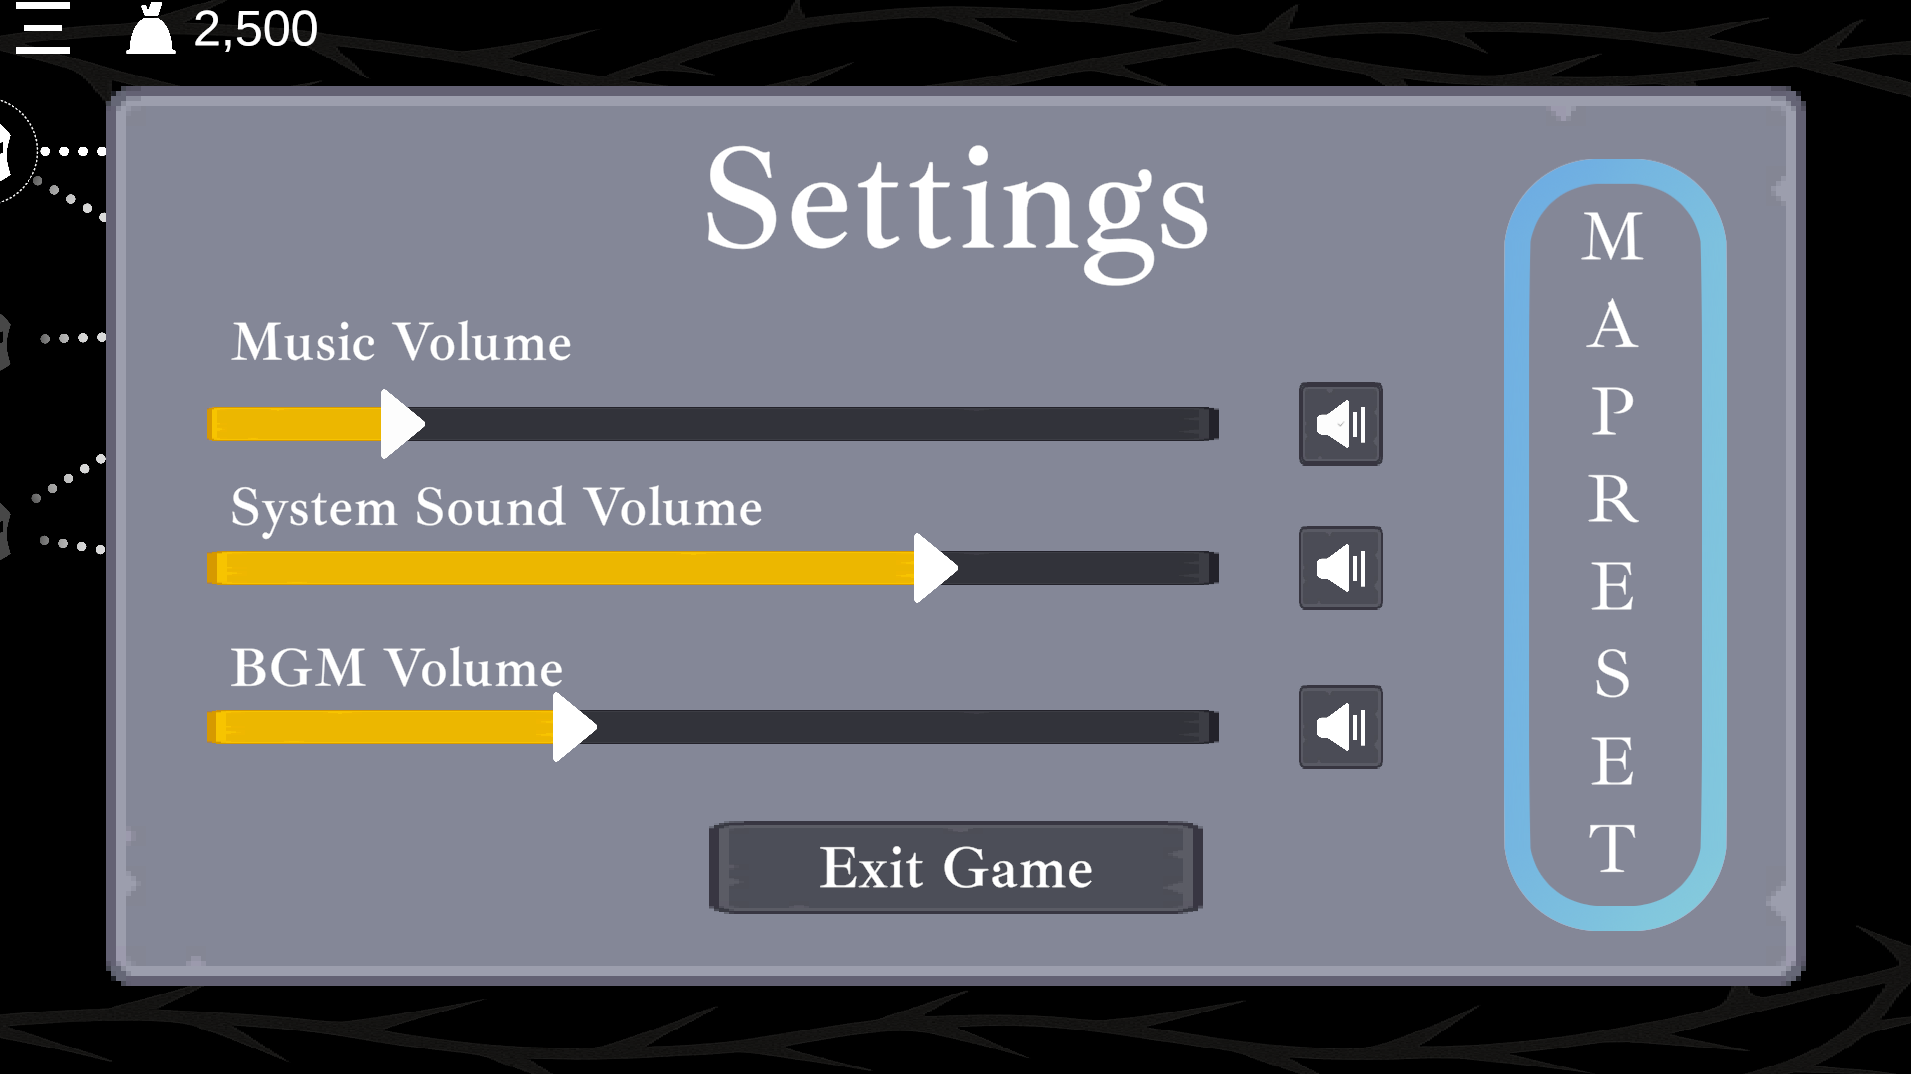 2,500
Settings
Music Volume
System Sound Volume
BGM Volume
Exit Game
M
A
P
R
E
S
E
T